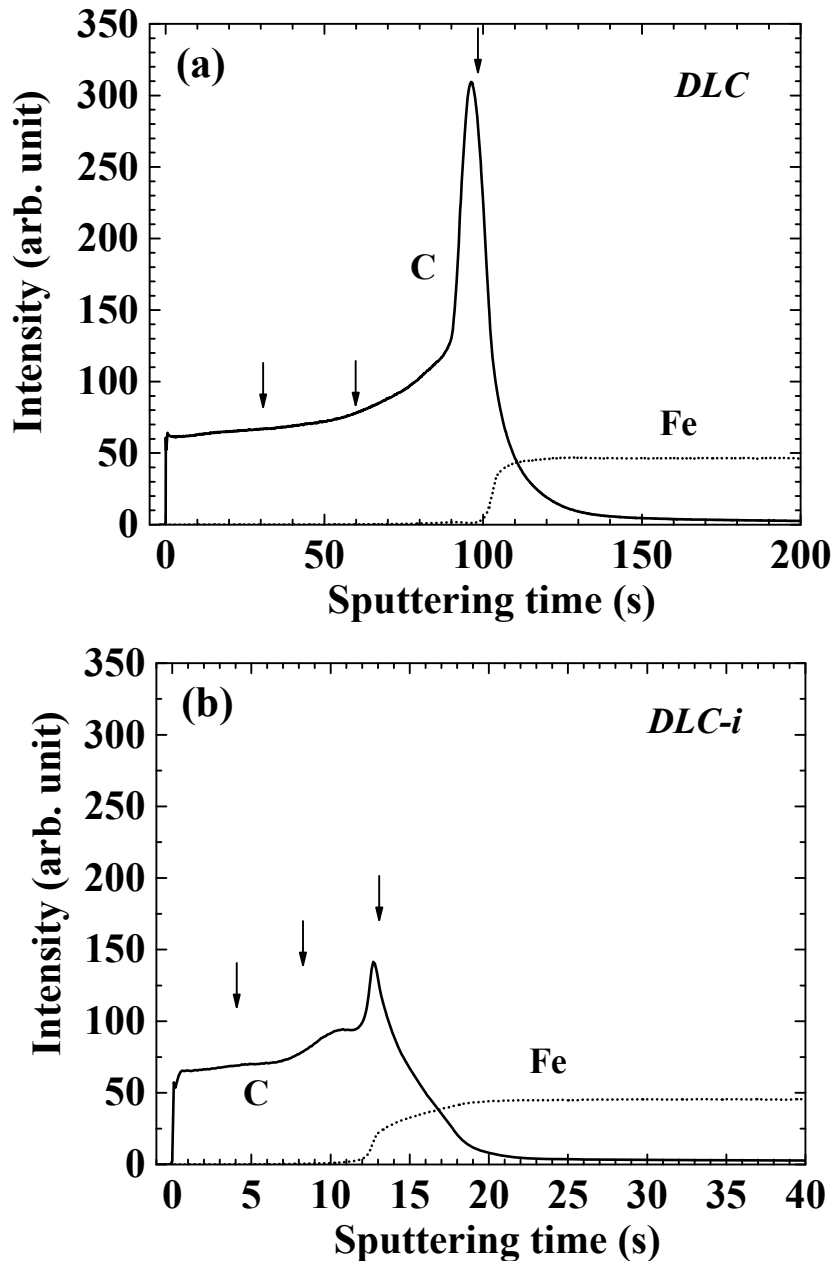 (a)
DLC
350
300
250
200
150
100
50
0
Intensity (arb. unit)
C
Fe
0 50 100 150 200
Sputtering time (s)
(b)
DLC-i
350
300
250
200
150
100
50
0
Intensity (arb. unit)
C
Fe
0 5 10 15 20 25 30 35 40
Sputtering time (s)